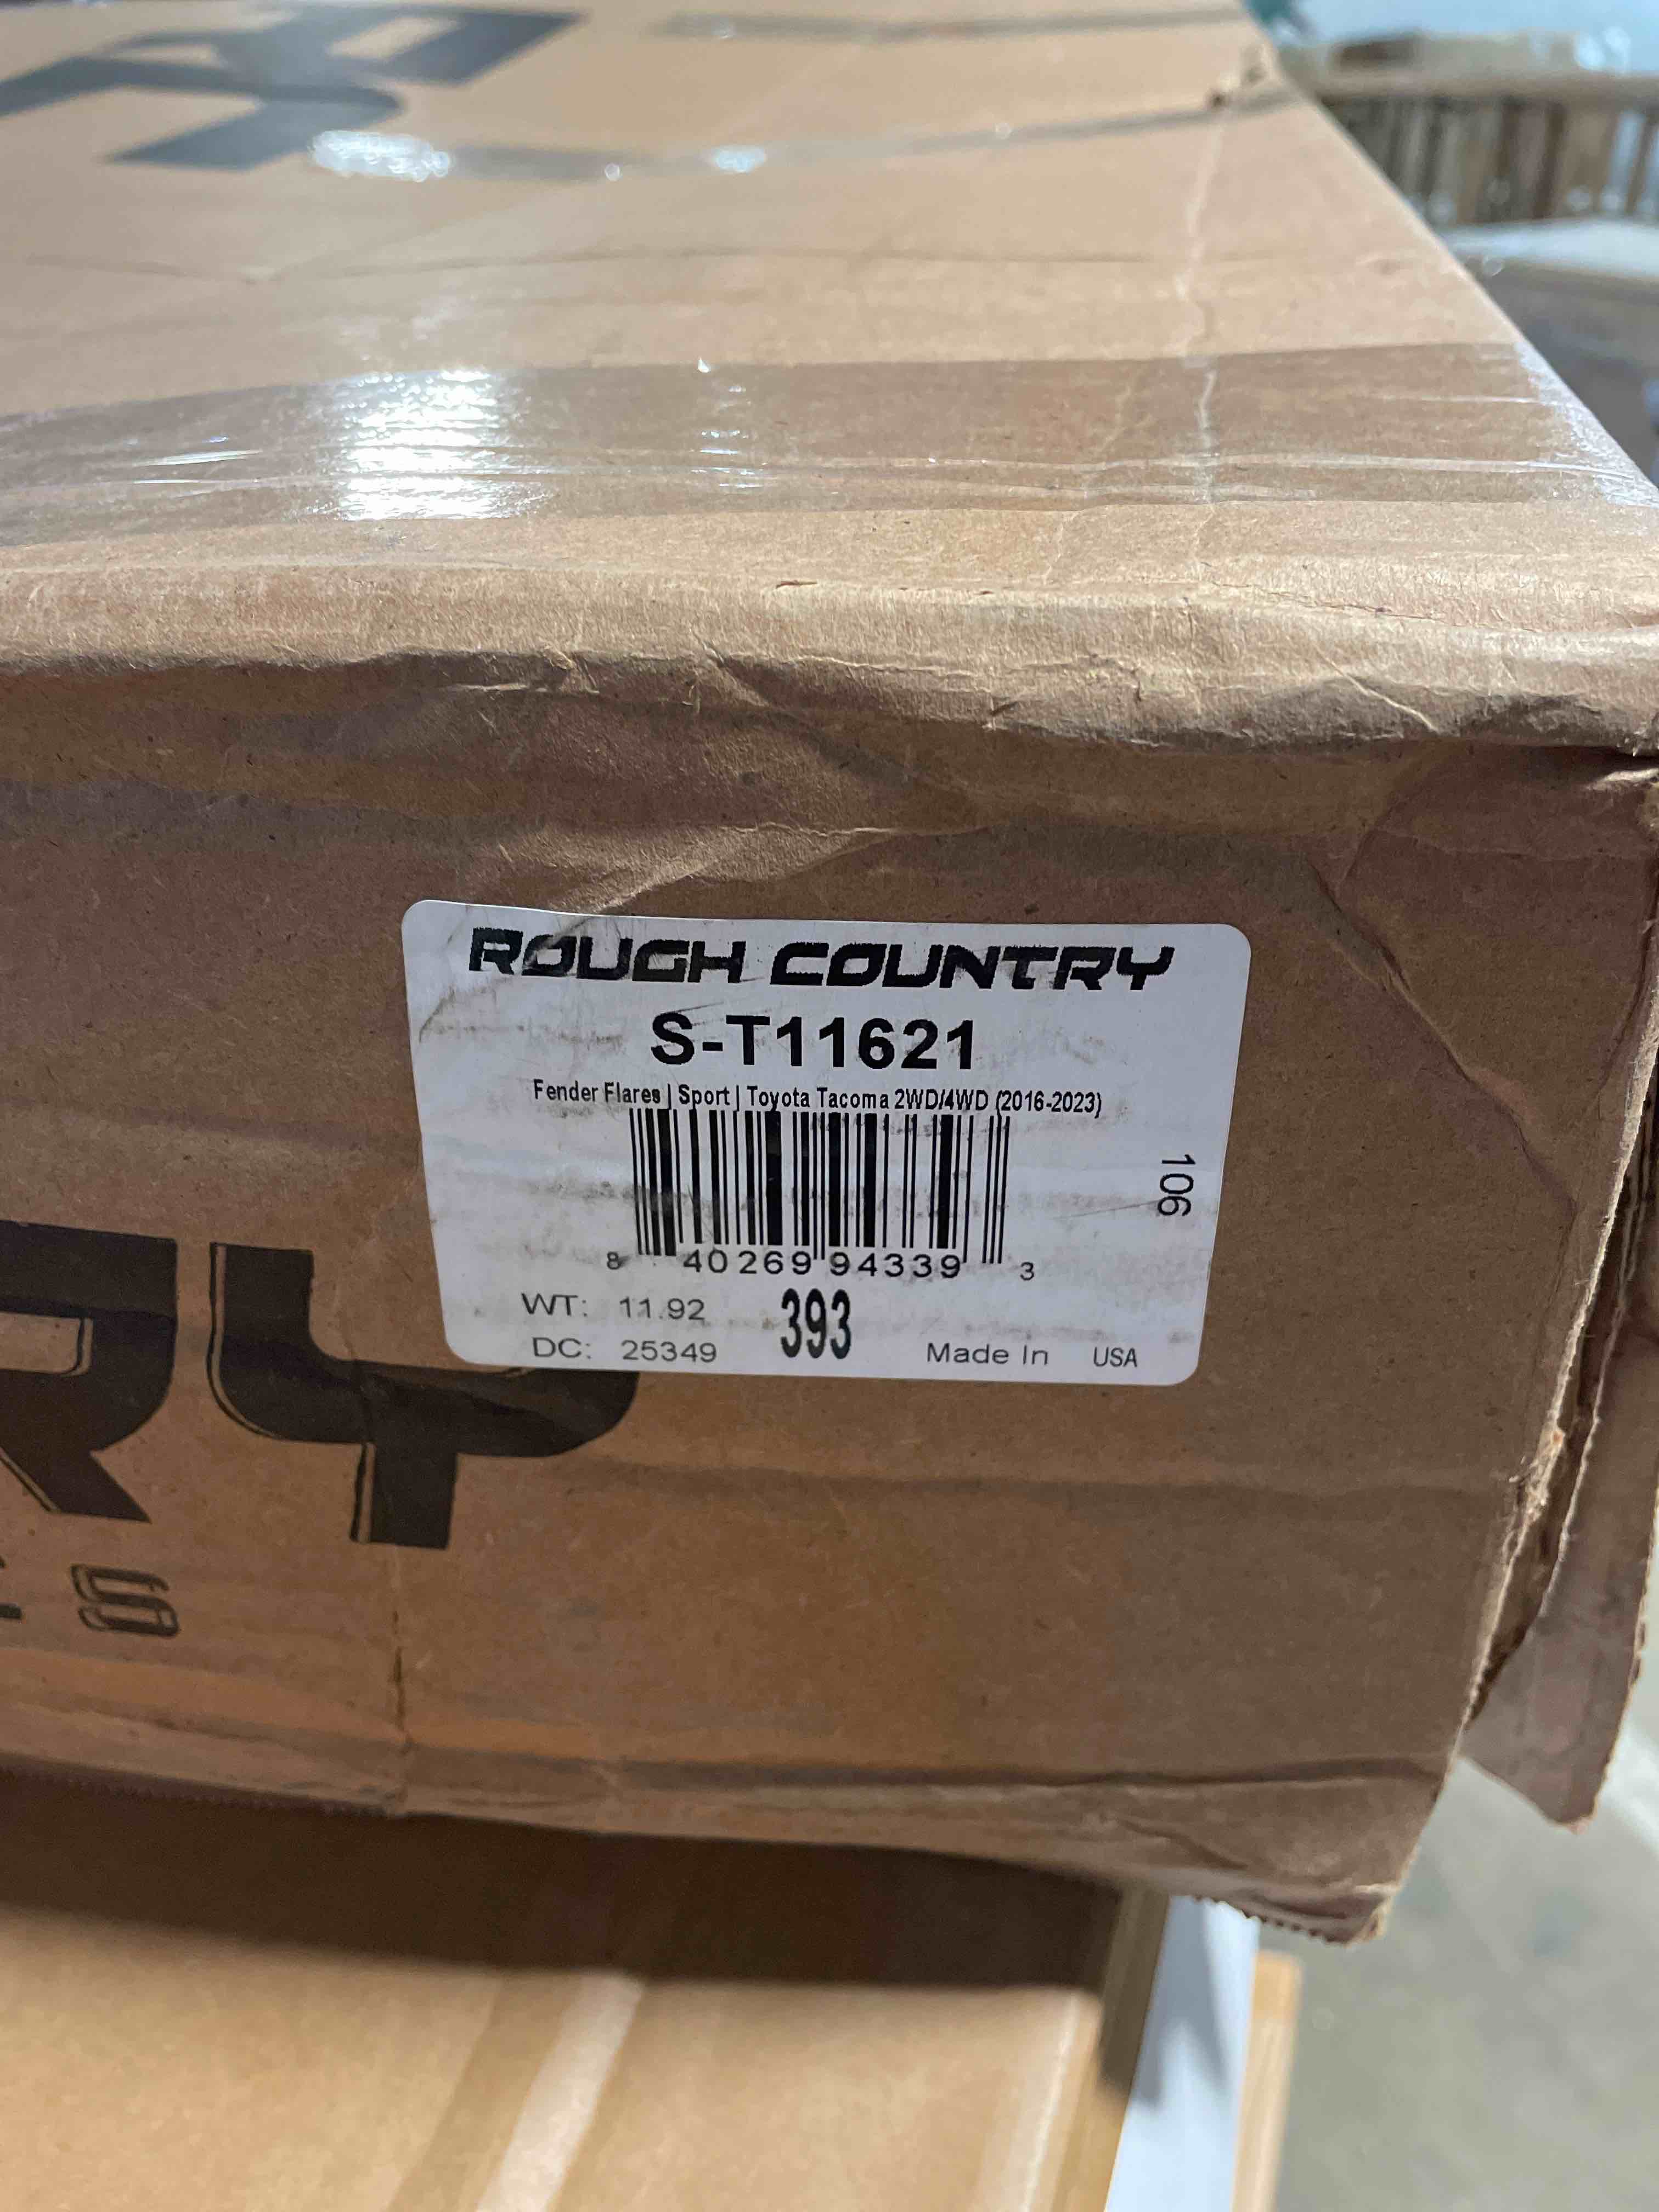 ROUGH COUNTRY
S-T11621
Fender Flares | Sport | Toyota Tacoma 2WD/4WD (2016-2023)
106
8 40269 94339 3
WT: 11.92 393
DC: 25349 Made In USA
RY
S